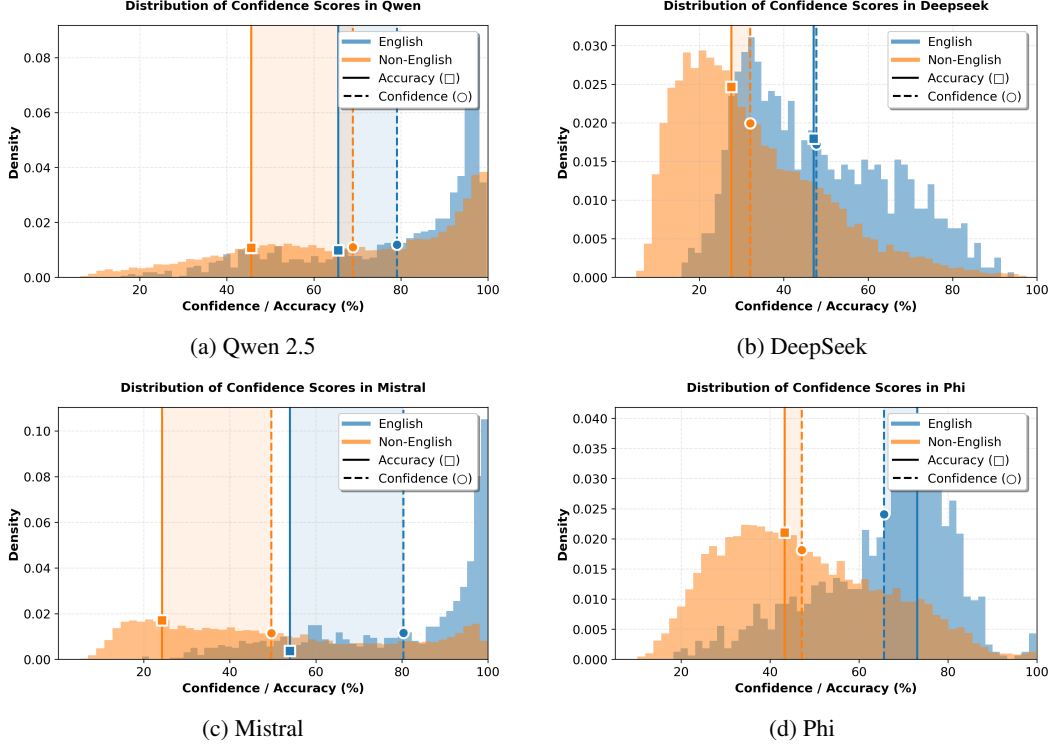 Distribution of Confidence Scores in Qwen
Density
0.00
0.02
0.04
0.06
0.08
20
40
60
80
100
Confidence / Accuracy (%)
English
Non-English
Accuracy (□)
Confidence (○)
(a) Qwen 2.5
Distribution of Confidence Scores in Deepseek
Density
0.000
0.005
0.010
0.015
0.020
0.025
0.030
20
40
60
80
100
Confidence / Accuracy (%)
English
Non-English
Accuracy (□)
Confidence (○)
(b) DeepSeek
Distribution of Confidence Scores in Mistral
Density
0.00
0.02
0.04
0.06
0.08
0.10
20
40
60
80
100
Confidence / Accuracy (%)
English
Non-English
Accuracy (□)
Confidence (○)
(c) Mistral
Distribution of Confidence Scores in Phi
Density
0.000
0.005
0.010
0.015
0.020
0.025
0.030
0.035
0.040
20
40
60
80
100
Confidence / Accuracy (%)
English
Non-English
Accuracy (□)
Confidence (○)
(d) Phi